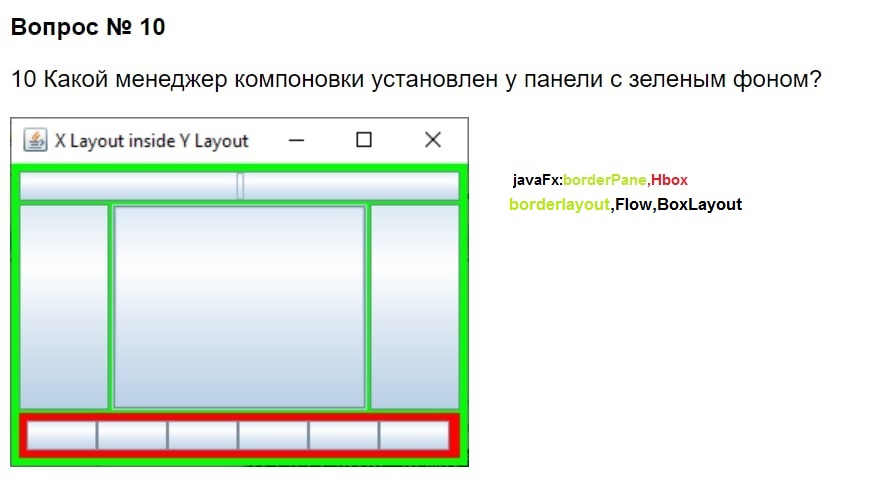 Вопрос № 10
10 Какой менеджер компоновки установлен у панели с зеленым фоном?
X Layout inside Y Layout
javaFx:borderPane,Hbox
borderlayout,Flow,BoxLayout